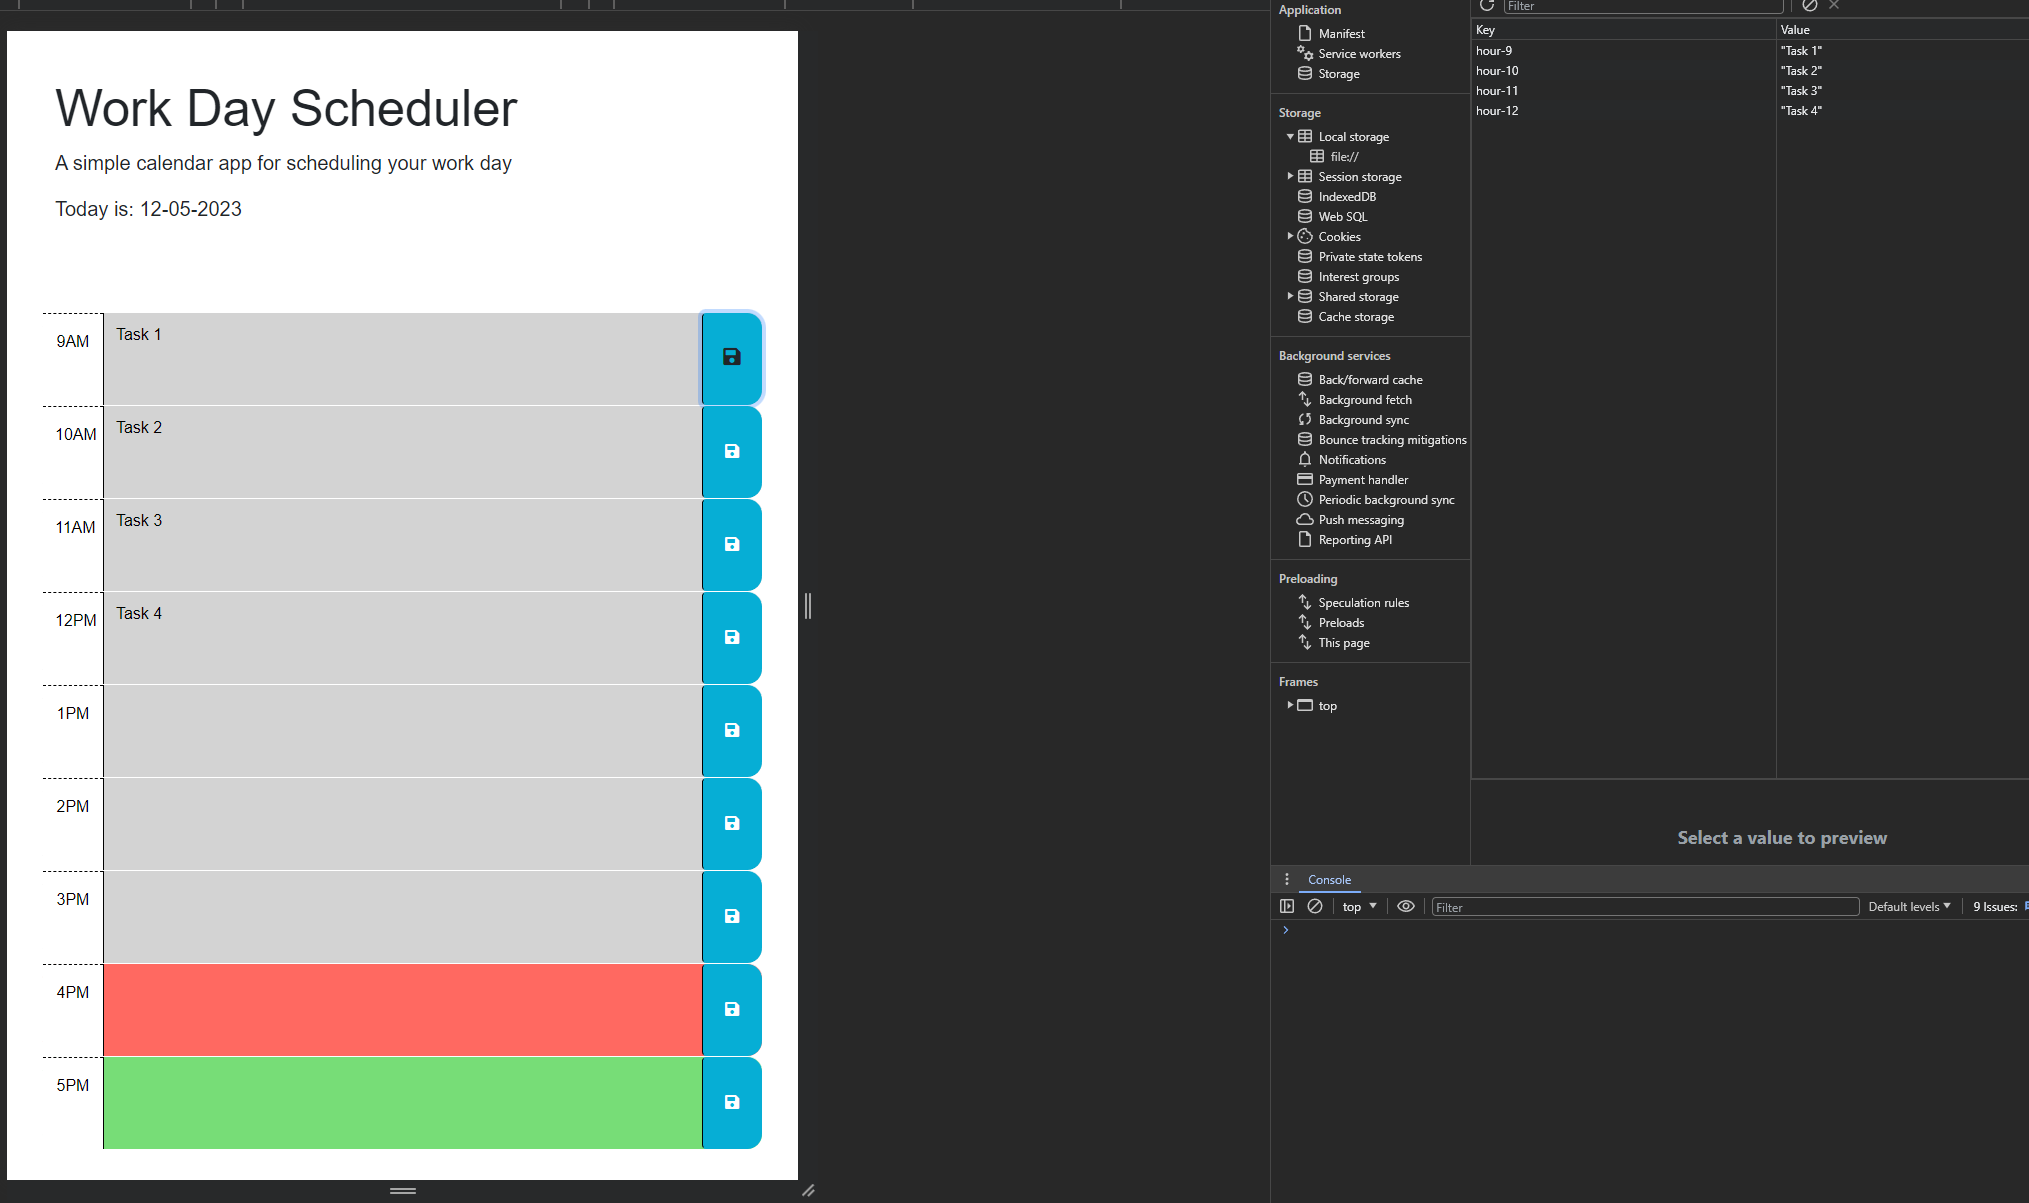 Work Day Scheduler
A simple calendar app for scheduling your work day
Today is: 12-05-2023
9AM
Task 1
10AM
Task 2
11AM
Task 3
12PM
Task 4
1PM
2PM
3PM
4PM
5PM
Application
Manifest
Service workers
Storage
Storage
Local storage
file://
Session storage
IndexedDB
Web SQL
Cookies
Private state tokens
Interest groups
Shared storage
Cache storage
Background services
Back/forward cache
Background fetch
Background sync
Bounce tracking mitigations
Notifications
Payment handler
Periodic background sync
Push messaging
Reporting API
Preloading
Speculation rules
Preloads
This page
Frames
top
Filter
Key Value
hour-9 "Task 1"
hour-10 "Task 2"
hour-11 "Task 3"
hour-12 "Task 4"
Select a value to preview
Console
top Filter Default levels 9 Issues: